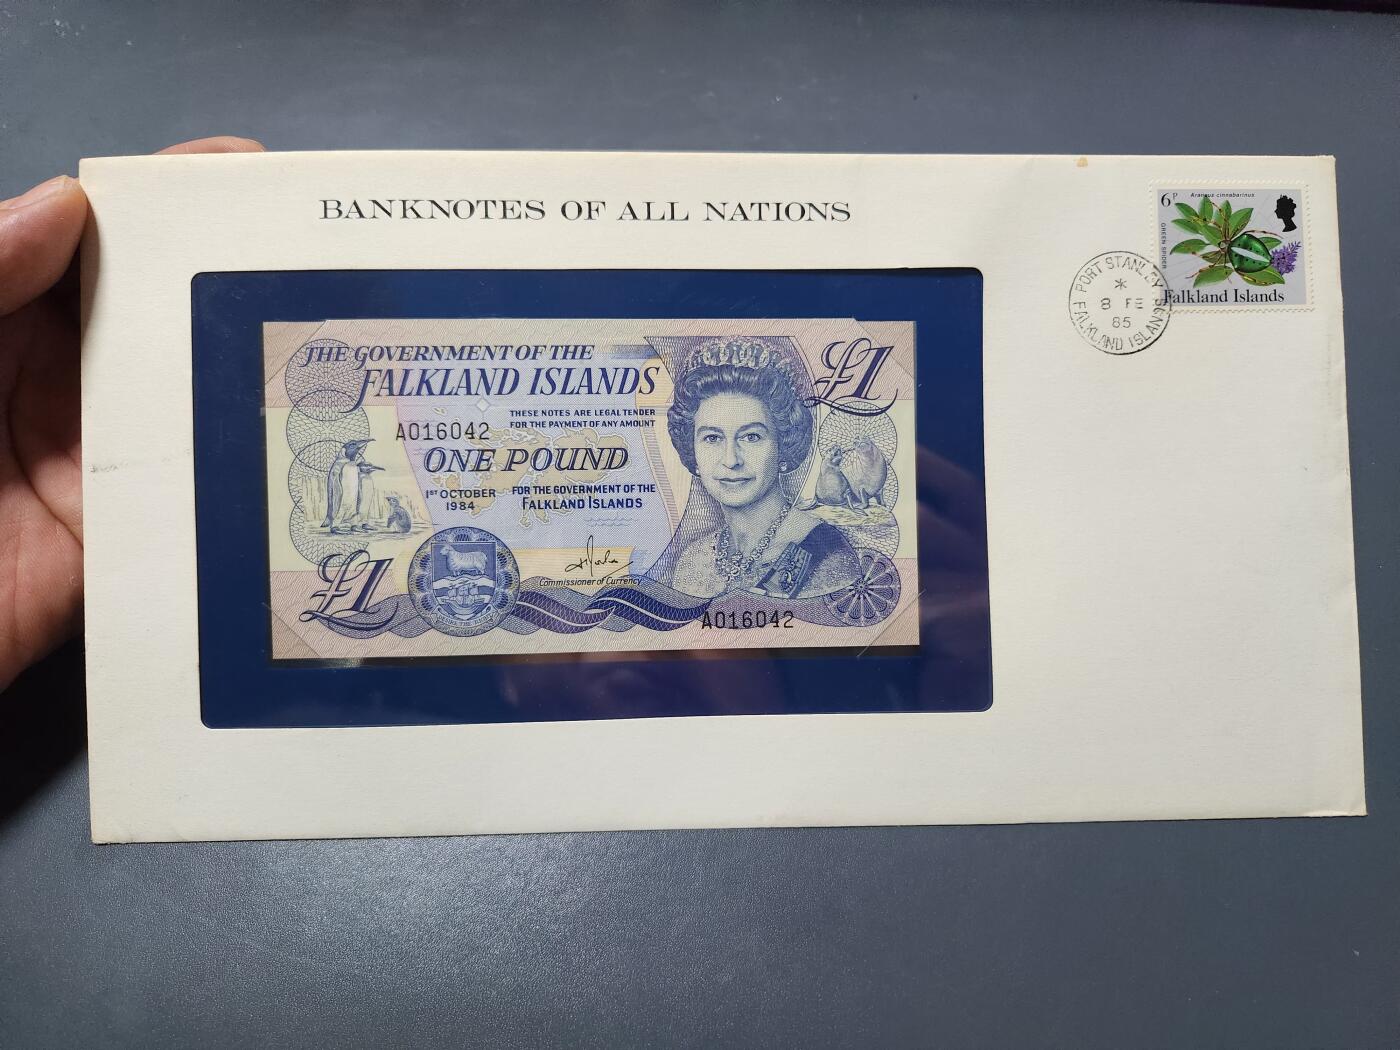 BANKNOTES OF ALL NATIONS
6P
Araneus cinnabarinus
GREEN SPIDER
Falkland Islands
PORT STANLEY
*
8 FE
85
FALKLAND ISLANDS
THE GOVERNMENT OF THE
FALKLAND ISLANDS
£1
THESE NOTES ARE LEGAL TENDER
FOR THE PAYMENT OF ANY AMOUNT
A016042
ONE POUND
1ST OCTOBER
1984
FOR THE GOVERNMENT OF THE
FALKLAND ISLANDS
£1
Commissioner of Currency
A016042